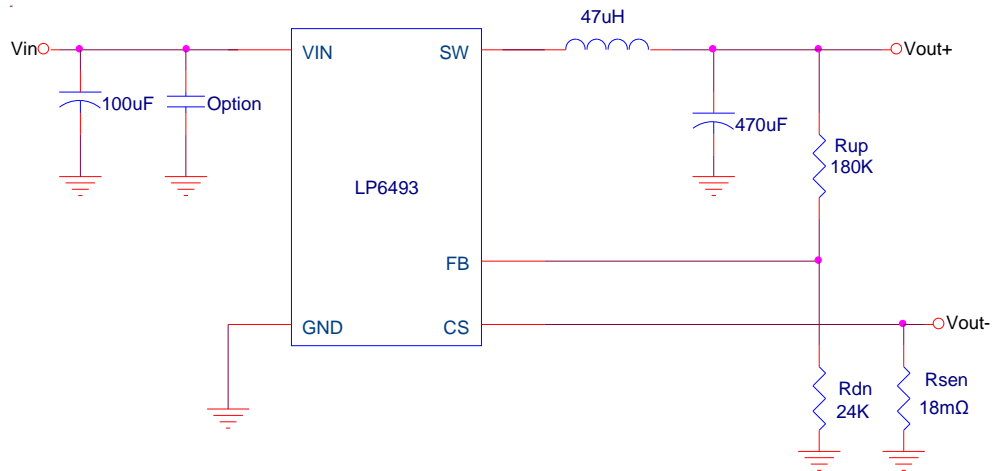 47uH
Vin
VIN
SW
Vout+
100uF
Option
470uF
Rup
180K
LP6493
FB
GND
CS
Vout-
Rdn
24K
Rsen
18mΩ